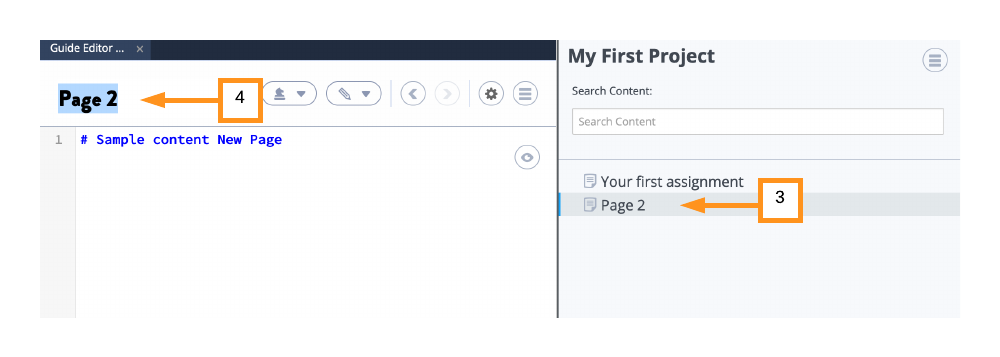 Guide Editor ... ×
Page 2
4
1 # Sample content New Page
My First Project
Search Content:
Search Content
Your first assignment
Page 2
3